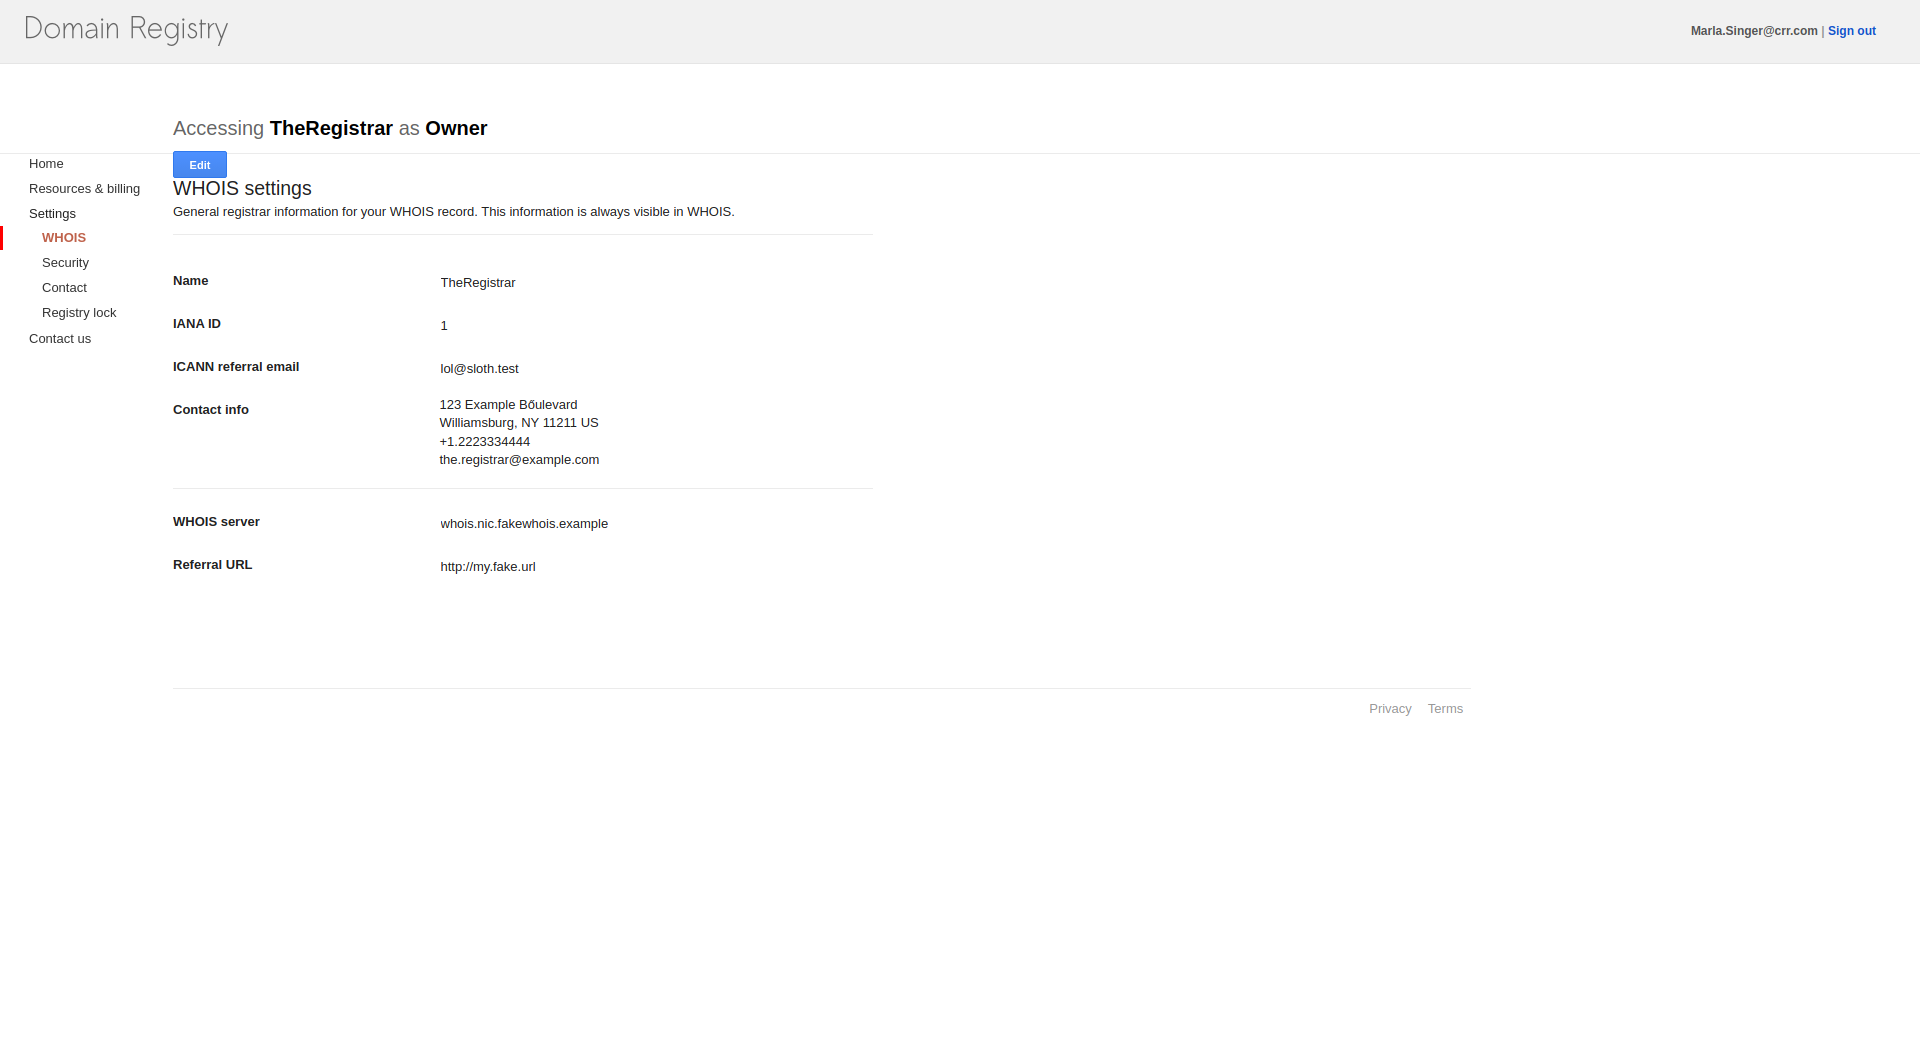 Domain Registry
Marla.Singer@crr.com | Sign out
Accessing TheRegistrar as Owner
Home
Resources & billing
Settings
WHOIS
Security
Contact
Registry lock
Contact us
Edit
WHOIS settings
General registrar information for your WHOIS record. This information is always visible in WHOIS.
Name
TheRegistrar
IANA ID
1
ICANN referral email
lol@sloth.test
Contact info
123 Example Bőulevard
Williamsburg, NY 11211 US
+1.2223334444
the.registrar@example.com
WHOIS server
whois.nic.fakewhois.example
Referral URL
http://my.fake.url
Privacy Terms